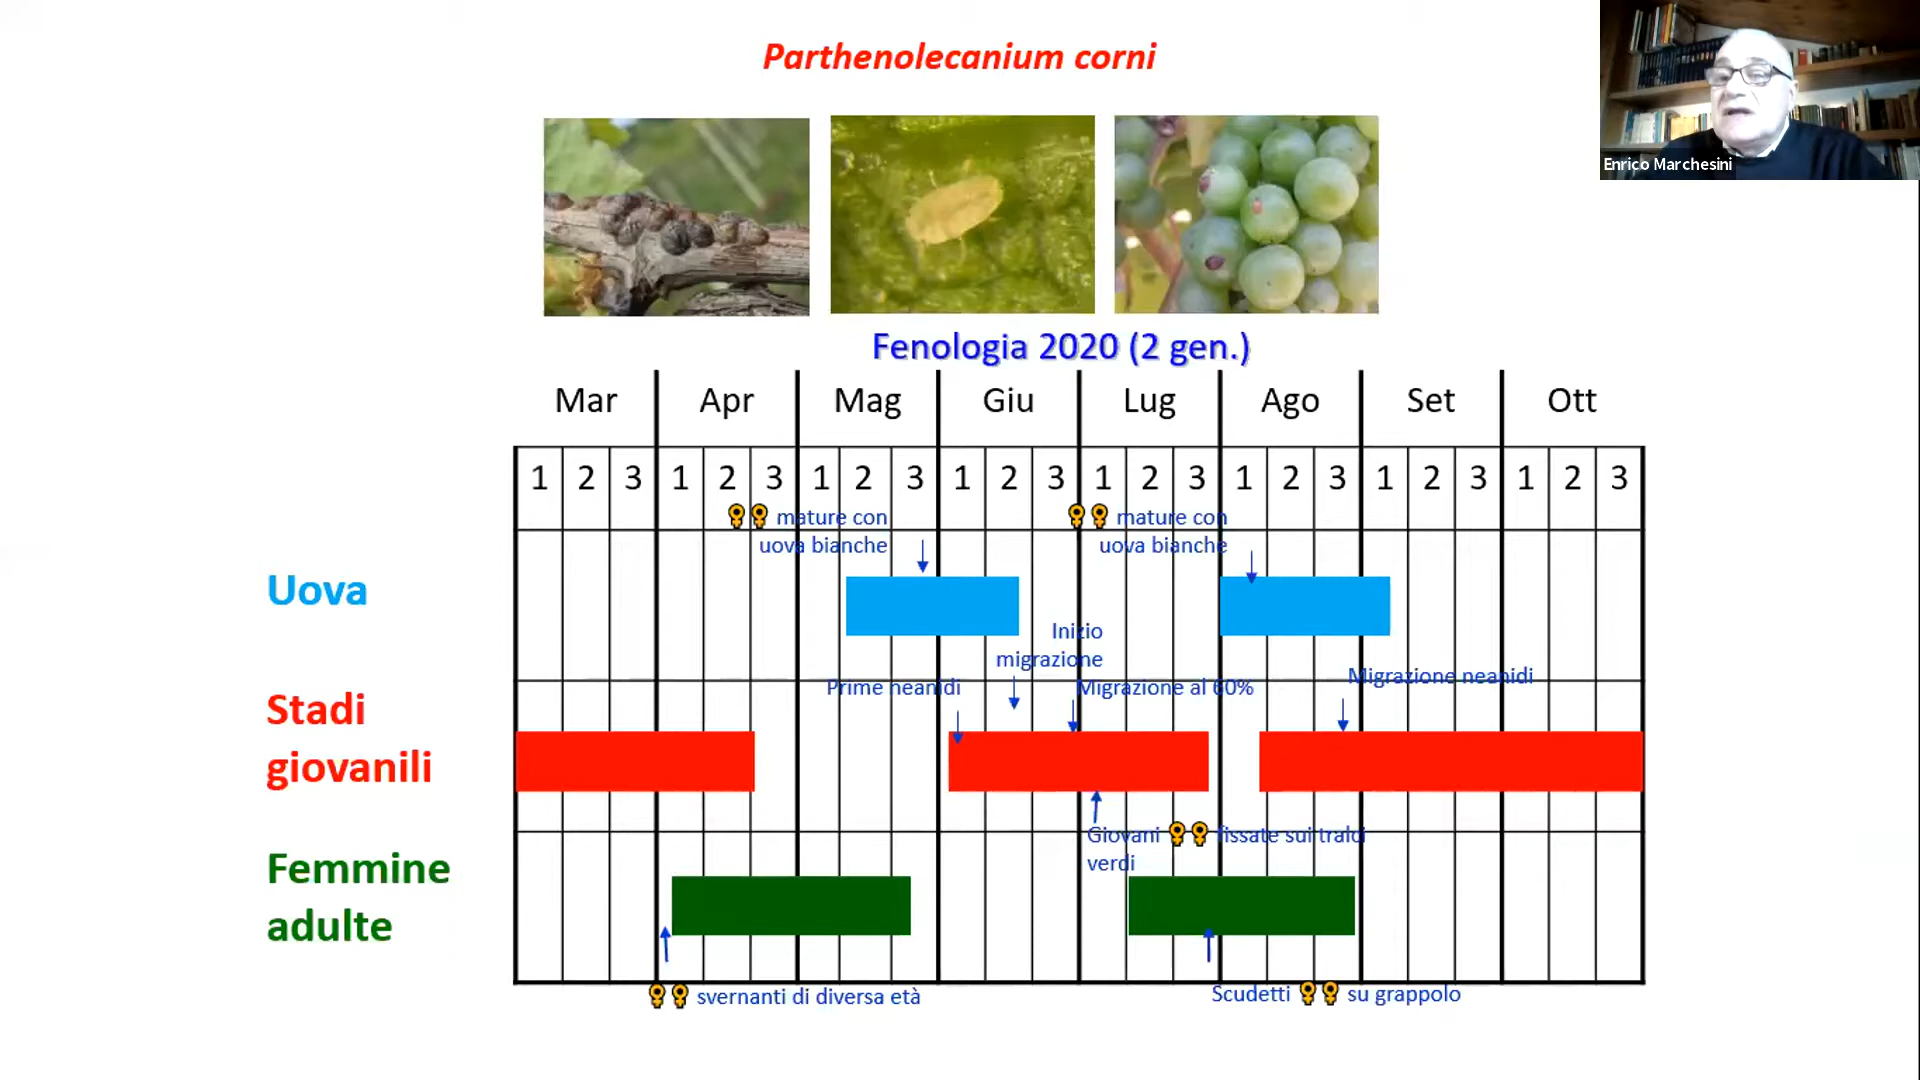 Parthenolecanium corni
Enrico Marchesini
Fenologia 2020 (2 gen.)
Mar Apr Mag Giu Lug Ago Set Ott
1 2 3 1 2 3 1 2 3 1 2 3 1 2 3 1 2 3 1 2 3 1 2 3
♀♀ mature con
uova bianche
♀♀ mature con
uova bianche
Uova
Inizio
migrazione
Prime neanidi
Migrazione al 60%
Migrazione neanidi
Stadi
giovanili
Giovani ♀♀ fissate sui tralci
verdi
Femmine
adulte
♀♀ svernanti di diversa età
Scudetti ♀♀ su grappolo